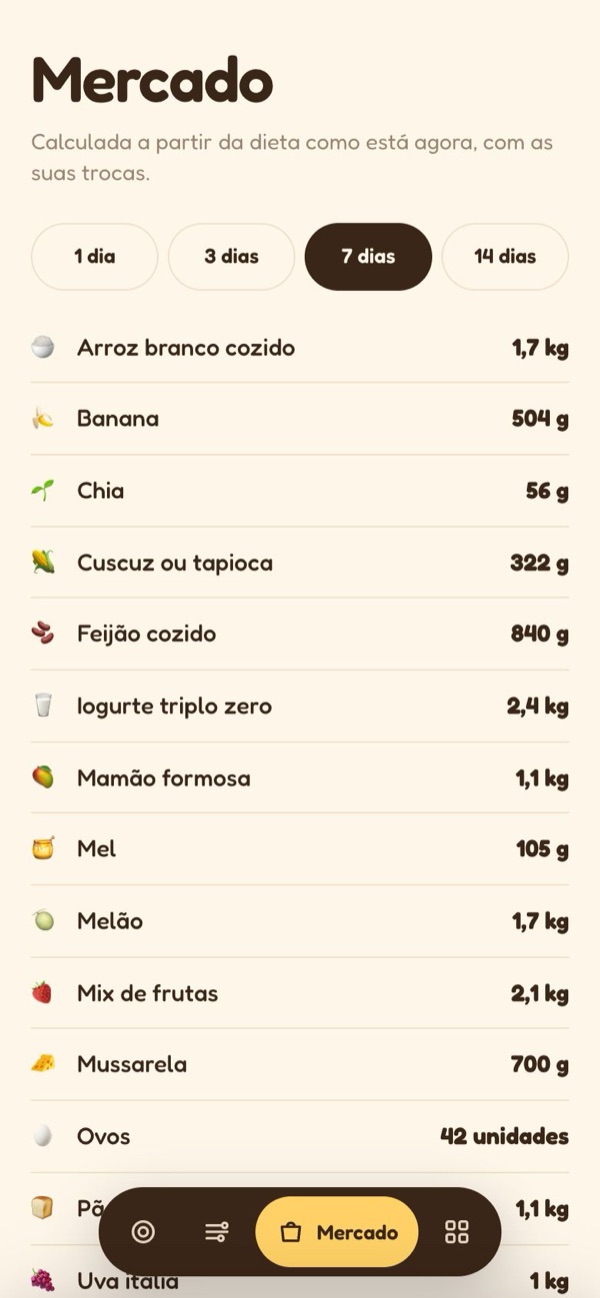 Mercado
Calculada a partir da dieta como está agora, com as
suas trocas.
1 dia 3 dias 7 dias 14 dias
Arroz branco cozido 1,7 kg
Banana 504 g
Chia 56 g
Cuscuz ou tapioca 322 g
Feijão cozido 840 g
Iogurte triplo zero 2,4 kg
Mamão formosa 1,1 kg
Mel 105 g
Melão 1,7 kg
Mix de frutas 2,1 kg
Mussarela 700 g
Ovos 42 unidades
1,1 kg
Mercado
Uva itália 1 kg